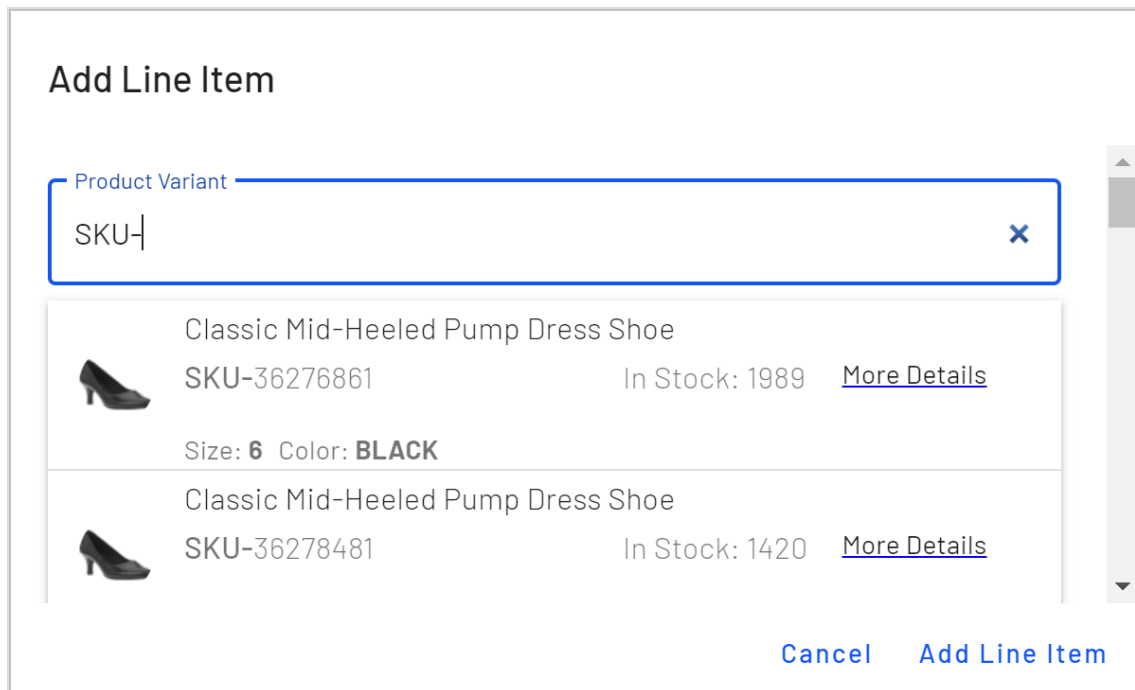 Add Line Item
Product Variant
SKU-
Classic Mid-Heeled Pump Dress Shoe
SKU-36276861 In Stock: 1989 More Details
Size: 6 Color: BLACK
Classic Mid-Heeled Pump Dress Shoe
SKU-36278481 In Stock: 1420 More Details
Cancel Add Line Item